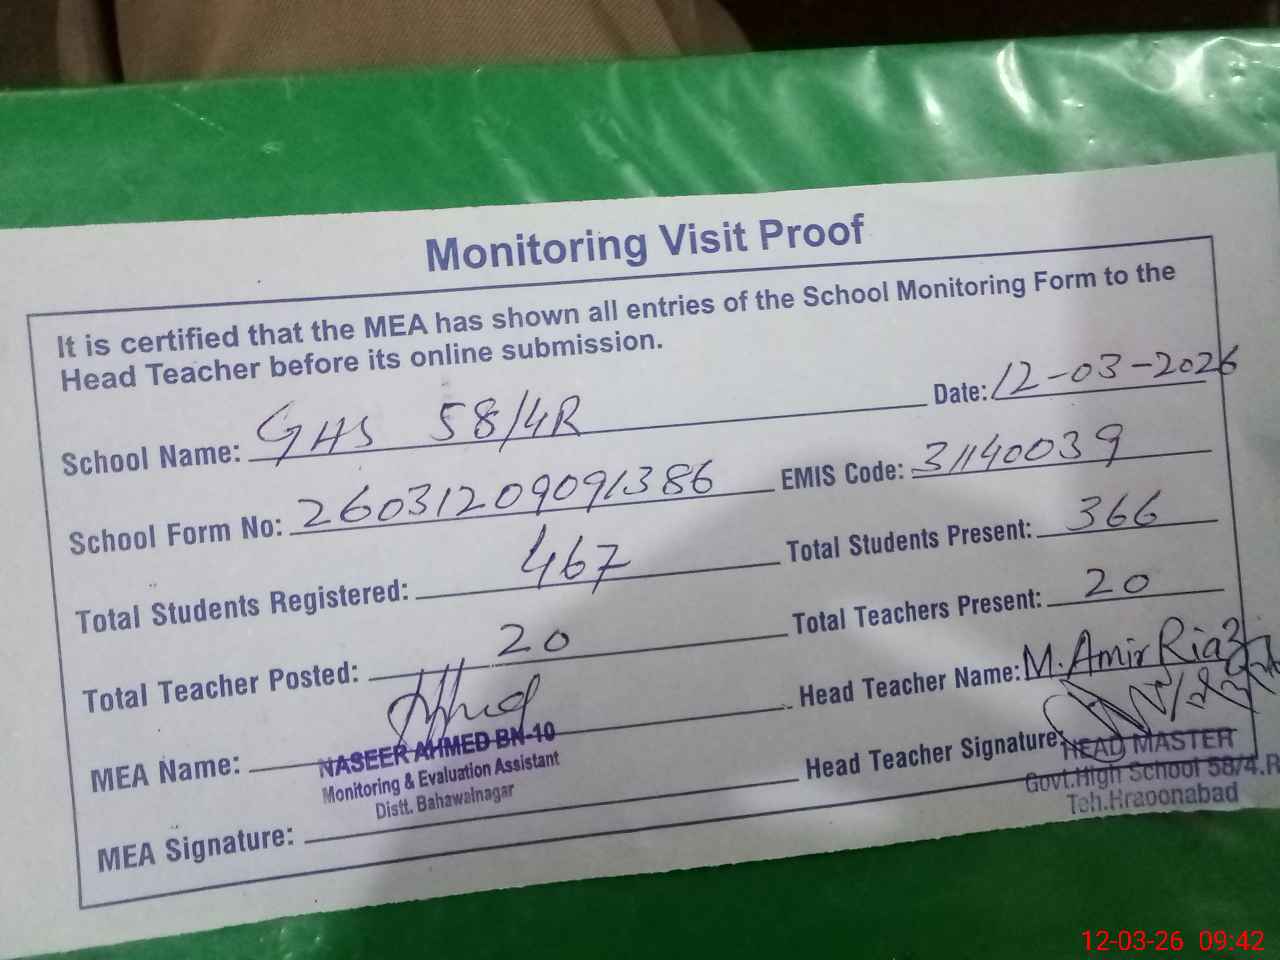 Monitoring Visit Proof
It is certified that the MEA has shown all entries of the School Monitoring Form to the
Head Teacher before its online submission.
School Name: GHS 58/4R Date: 12-03-2026
School Form No: 26031209091386 EMIS Code: 31140039
Total Students Registered: 467 Total Students Present: 366
Total Teacher Posted: 20 Total Teachers Present: 20
MEA Name: Head Teacher Name: M. Amir Riaz
NASEER AHMED BN-10
Monitoring & Evaluation Assistant
Distt. Bahawalnagar
MEA Signature: Head Teacher Signature:
HEAD MASTER
Govt.High School 58/4.R
Teh.Hraoonabad
12-03-26 09:42